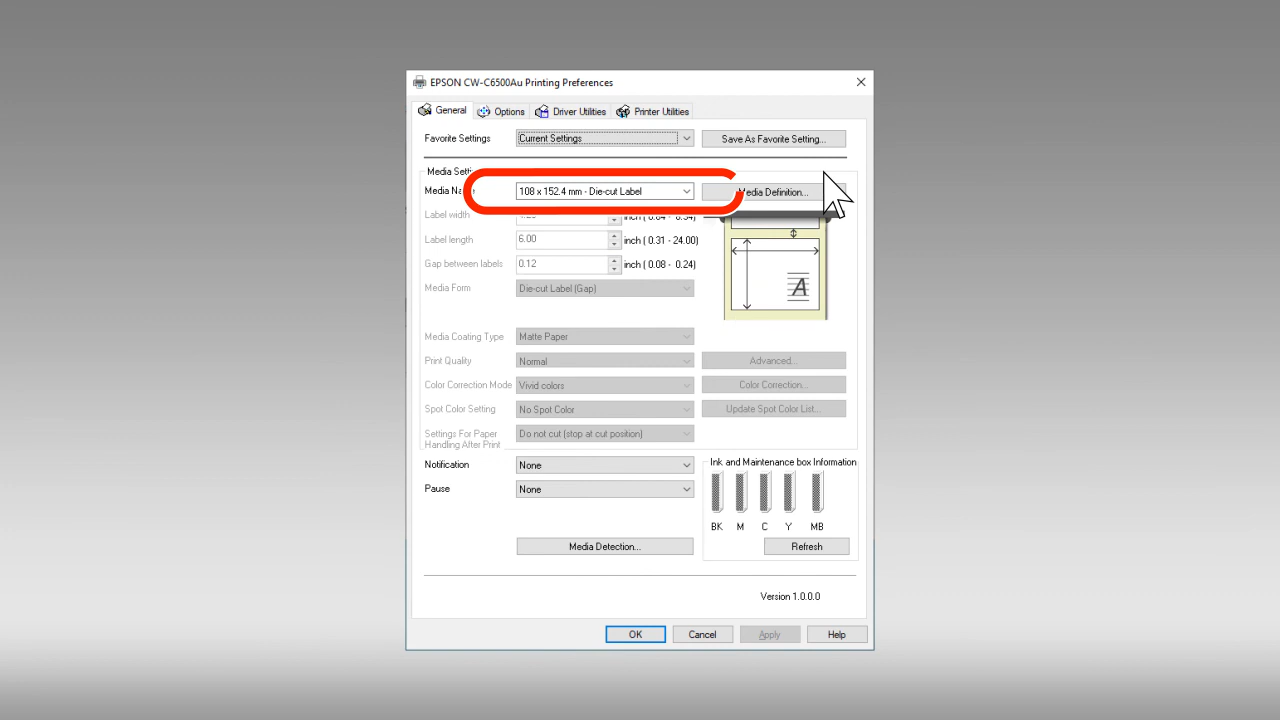 EPSON CW-C6500Au Printing Preferences
General Options Driver Utilities Printer Utilities
Favorite Settings Current Settings Save As Favorite Setting...
Media
Media 108 x 152.4 mm - Die-cut Label Media Definition...
Label width inch
Label length 6.00 inch ( 0.31 - 24.00)
Gap between labels 0.12 inch ( 0.08 - 0.24)
Media Form Die-cut Label (Gap)
A
Media Coating Type Matte Paper
Print Quality Normal Advanced...
Color Correction Mode Vivid colors Color Correction...
Spot Color Setting No Spot Color Update Spot Color List...
Settings For Paper Do not cut (stop at cut position)
Handling After Print
Notification None Ink and Maintenance box Information
Pause None
BK M C Y MB
Media Detection... Refresh
Version 1.0.0.0
OK Cancel Apply Help